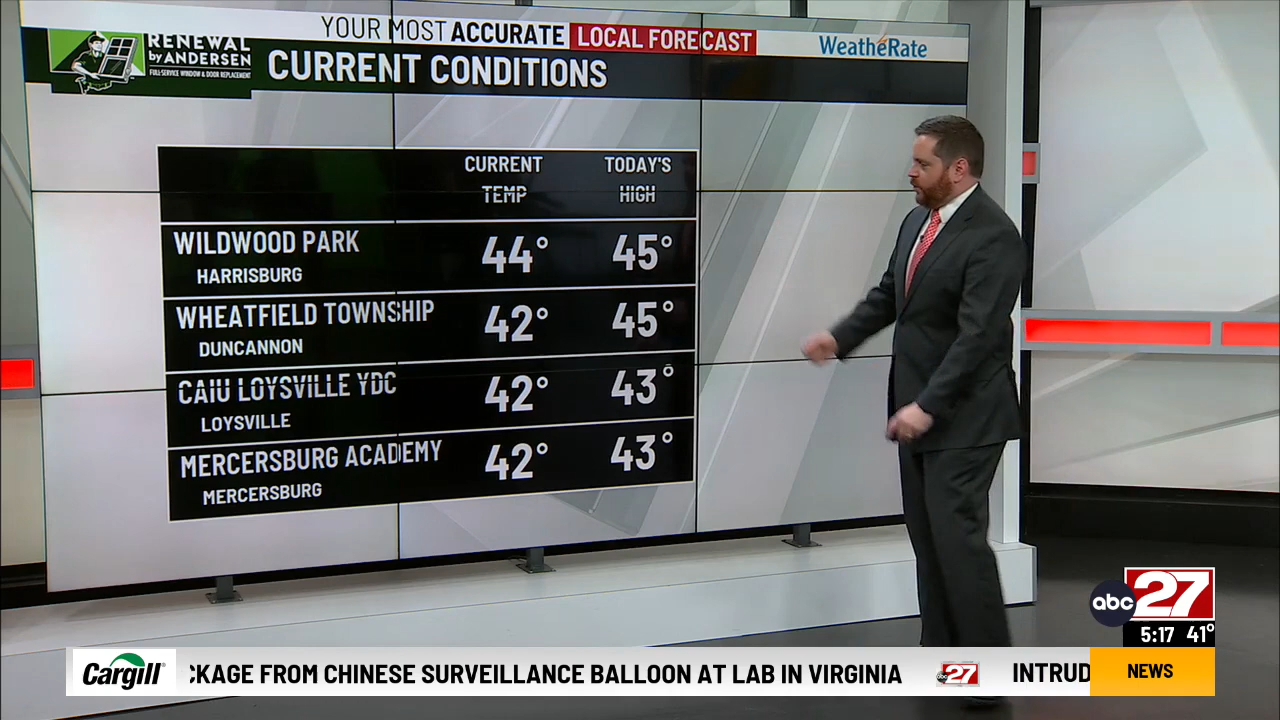 YOUR MOST ACCURATE LOCAL FORECAST
WeatheRate
RENEWAL
by ANDERSEN
FULL-SERVICE WINDOW & DOOR REPLACEMENT
CURRENT CONDITIONS
CURRENT TEMP
TODAY'S HIGH
WILDWOOD PARK 44° 45°
HARRISBURG
WHEATFIELD TOWNSHIP 42° 45°
DUNCANNON
CAIU LOYSVILLE YDC 42° 43°
LOYSVILLE
MERCERSBURG ACADEMY 42° 43°
MERCERSBURG
abc 27
5:17 41°
Cargill CKAGE FROM CHINESE SURVEILLANCE BALLOON AT LAB IN VIRGINIA abc 27 INTRUD NEWS